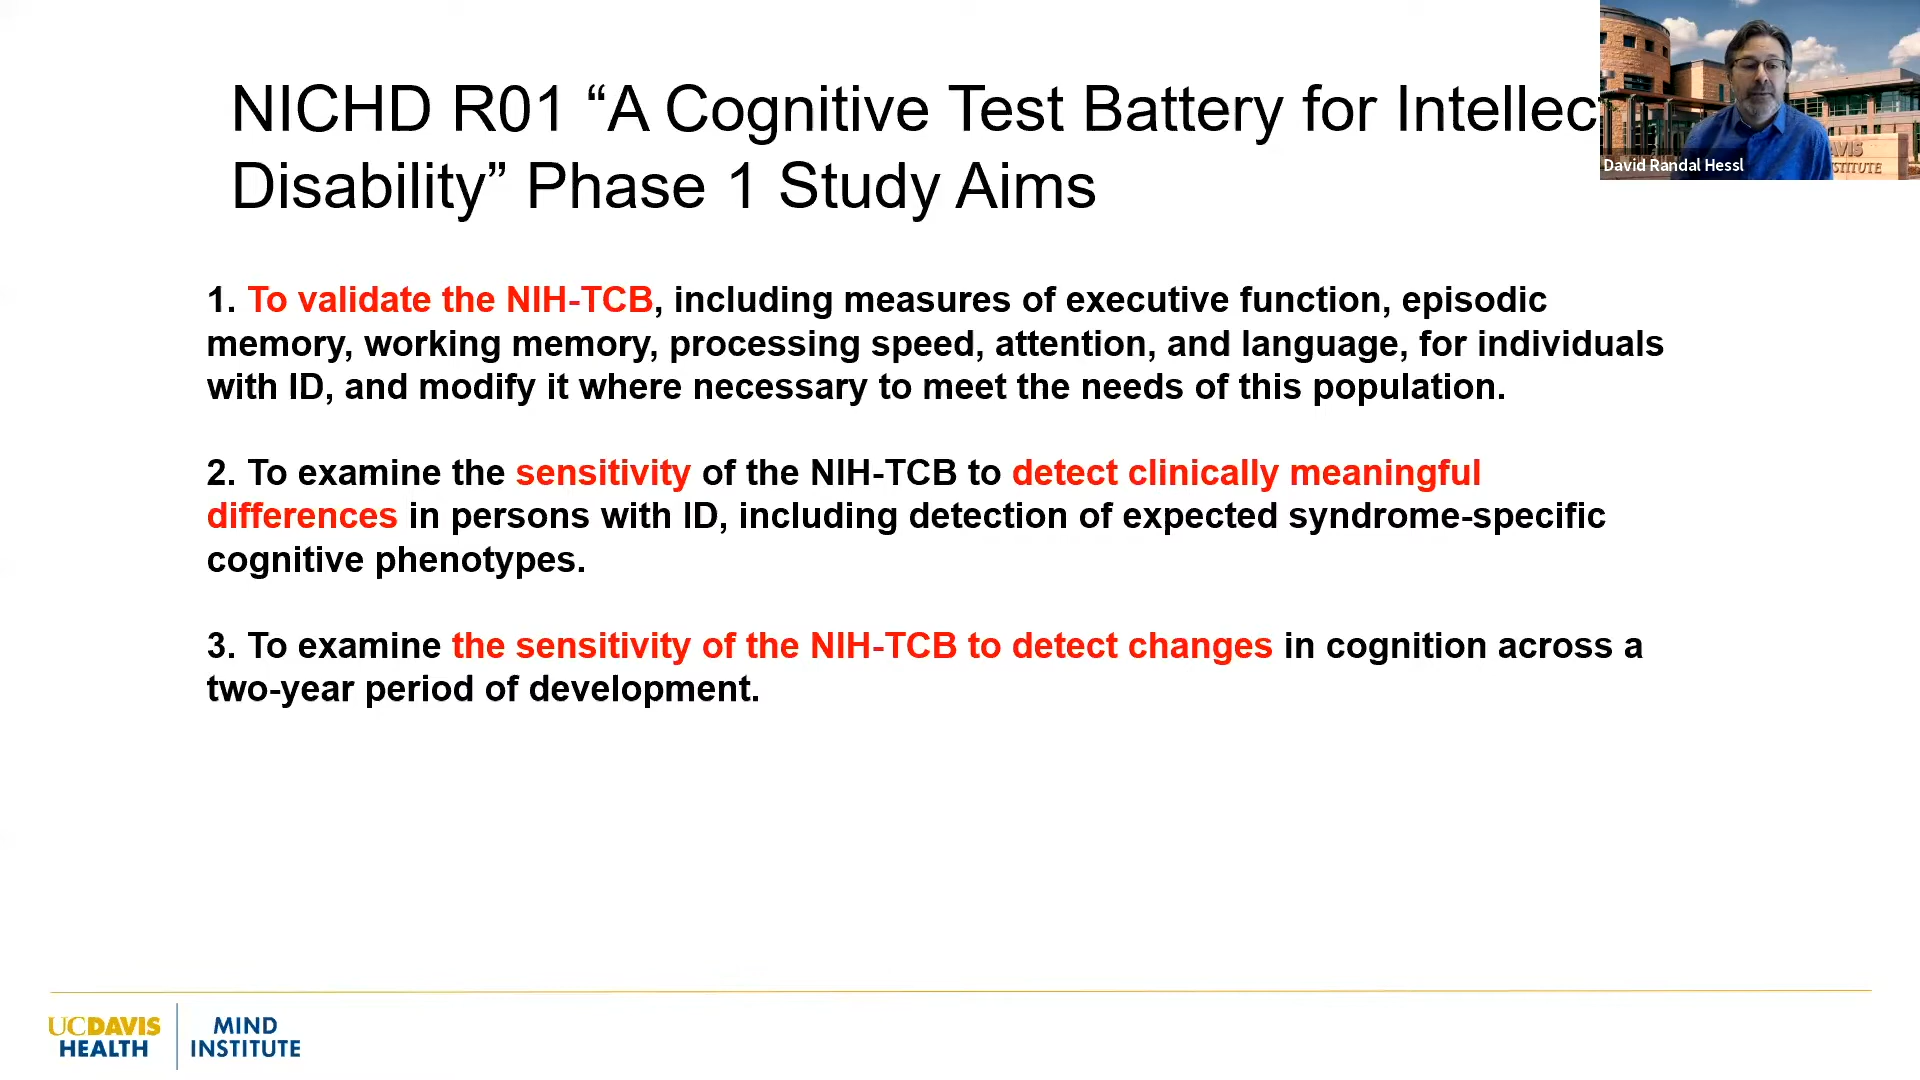 NICHD R01 “A Cognitive Test Battery for Intellec
Disability” Phase 1 Study Aims
David Randal Hessl
1. To validate the NIH-TCB, including measures of executive function, episodic
memory, working memory, processing speed, attention, and language, for individuals
with ID, and modify it where necessary to meet the needs of this population.
2. To examine the sensitivity of the NIH-TCB to detect clinically meaningful
differences in persons with ID, including detection of expected syndrome-specific
cognitive phenotypes.
3. To examine the sensitivity of the NIH-TCB to detect changes in cognition across a
two-year period of development.
UCDAVIS
HEALTH
MIND
INSTITUTE